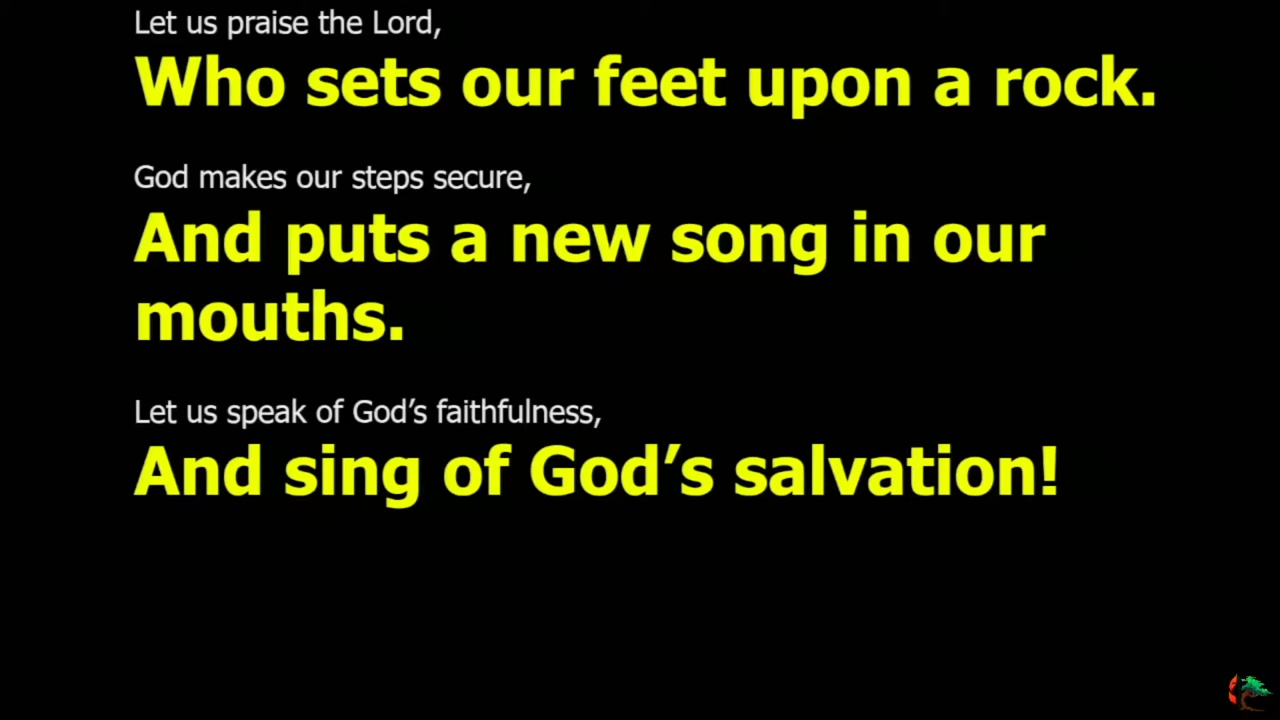 Let us praise the Lord,
Who sets our feet upon a rock.
God makes our steps secure,
And puts a new song in our
mouths.
Let us speak of God’s faithfulness,
And sing of God’s salvation!